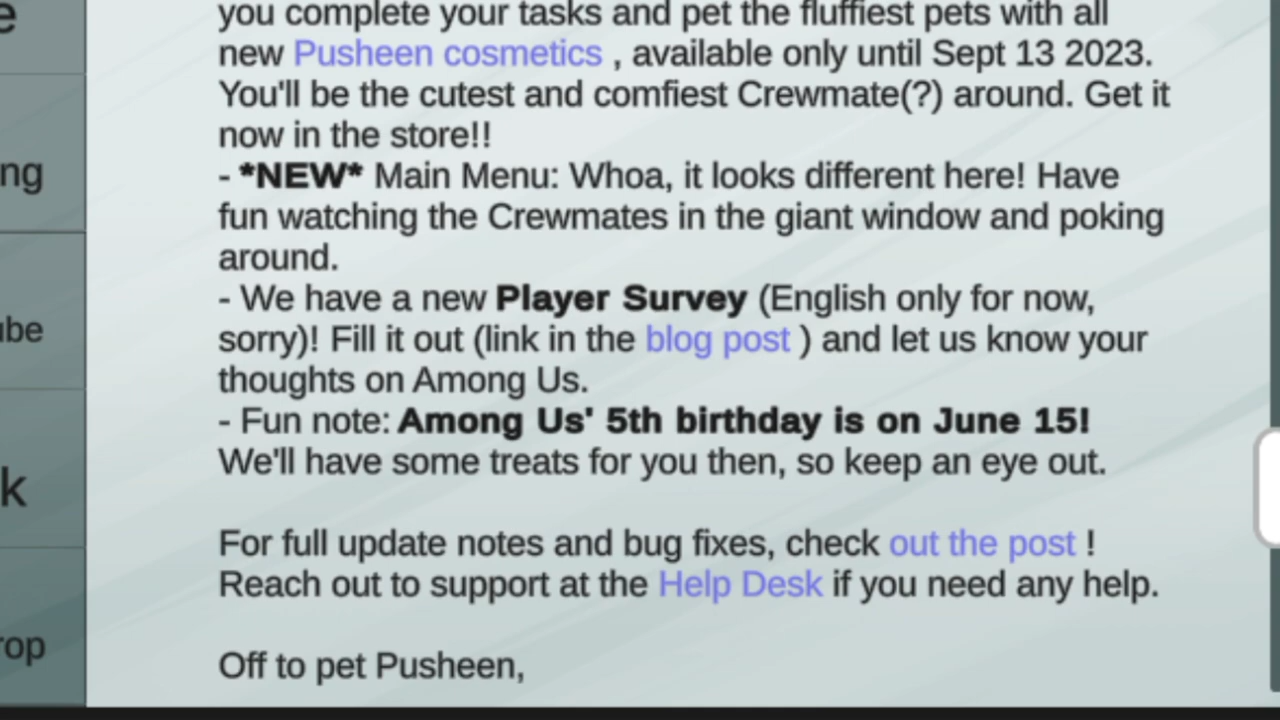 e
you complete your tasks and pet the fluffiest pets with all
new Pusheen cosmetics , available only until Sept 13 2023.
You'll be the cutest and comfiest Crewmate(?) around. Get it
now in the store!!
ng
- *NEW* Main Menu: Whoa, it looks different here! Have
fun watching the Crewmates in the giant window and poking
around.
- We have a new Player Survey (English only for now,
ube
sorry)! Fill it out (link in the blog post ) and let us know your
thoughts on Among Us.
- Fun note: Among Us' 5th birthday is on June 15!
We'll have some treats for you then, so keep an eye out.
k
For full update notes and bug fixes, check out the post !
Reach out to support at the Help Desk if you need any help.
rop
Off to pet Pusheen,